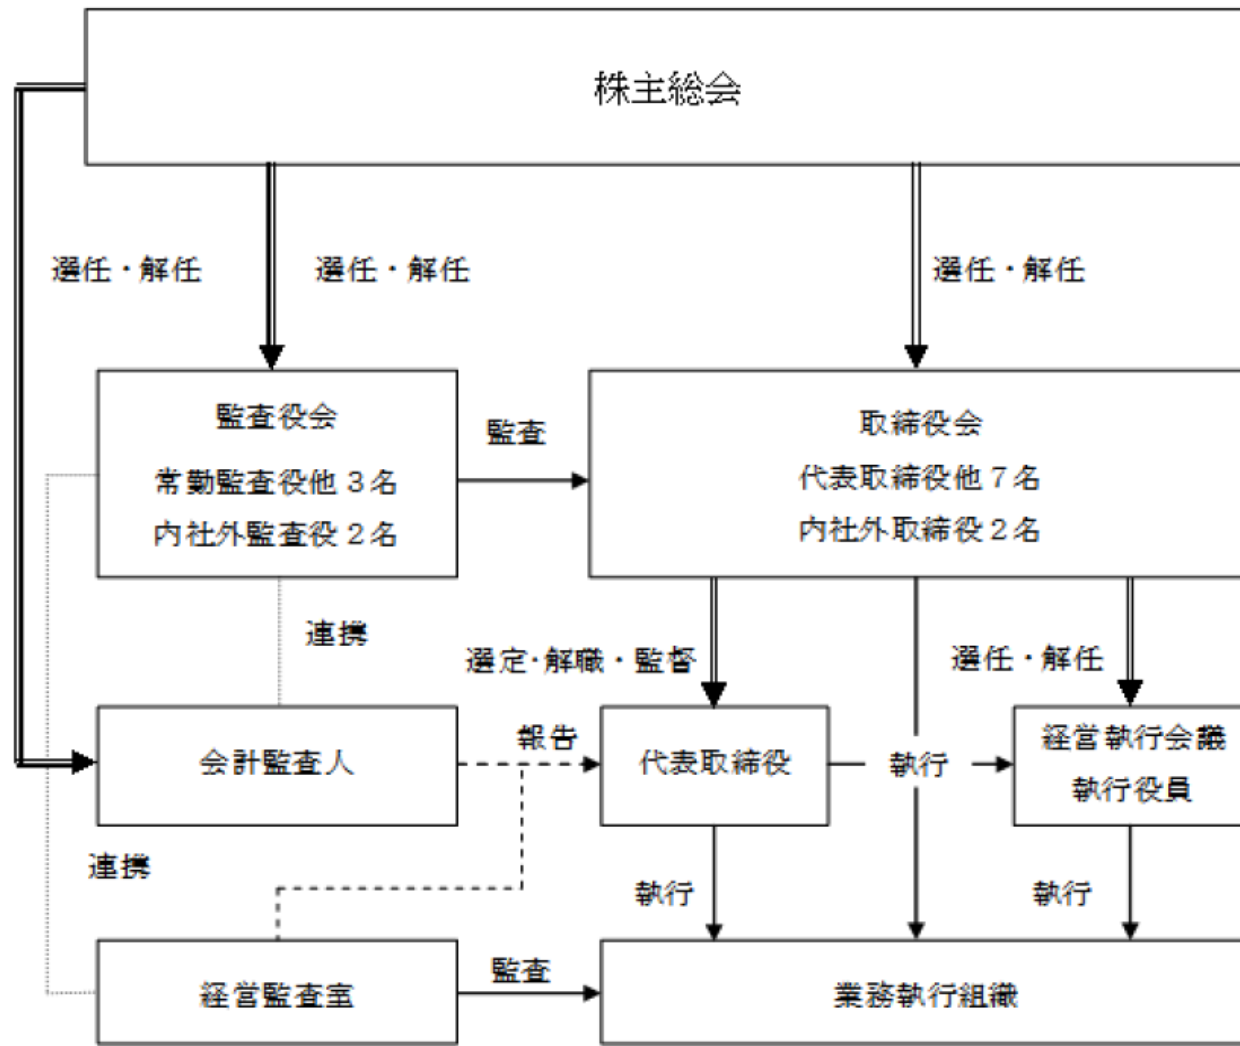 株主総会
選任・解任
選任・解任
選任・解任
監査役会
常勤監査役他３名
内社外監査役２名
監査
取締役会
代表取締役他７名
内社外取締役２名
連携
選定・解職・監督
選任・解任
会計監査人
報告
代表取締役
執行
経営執行会議
執行役員
連携
執行
執行
経営監査室
監査
業務執行組織